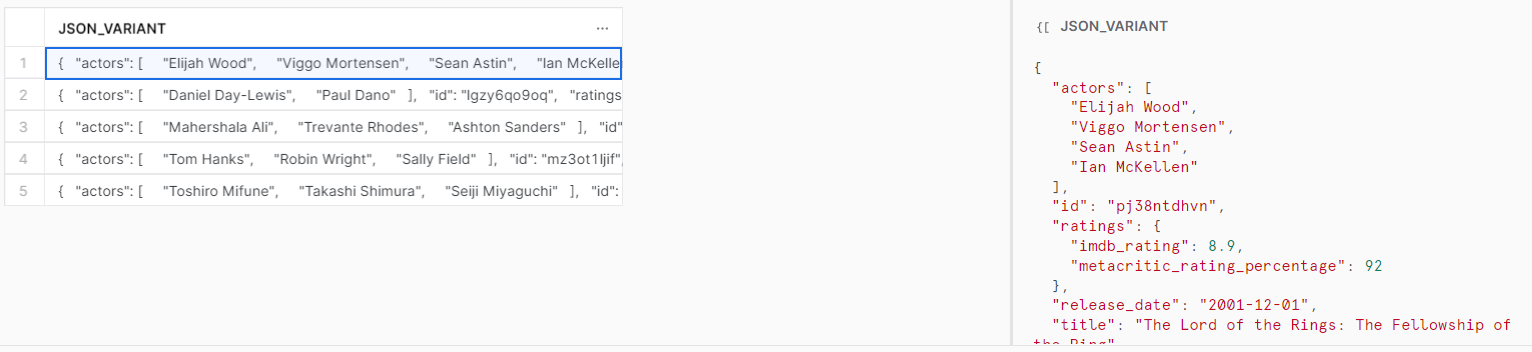 JSON_VARIANT ...
1 { "actors": [ "Elijah Wood", "Viggo Mortensen", "Sean Astin", "Ian McKelle
2 { "actors": [ "Daniel Day-Lewis", "Paul Dano" ], "id": "lgzy6qo9oq", "ratings
3 { "actors": [ "Mahershala Ali", "Trevante Rhodes", "Ashton Sanders" ], "id"
4 { "actors": [ "Tom Hanks", "Robin Wright", "Sally Field" ], "id": "mz3ot1ljif",
5 { "actors": [ "Toshiro Mifune", "Takashi Shimura", "Seiji Miyaguchi" ], "id":
{[ JSON_VARIANT
{
"actors": [
"Elijah Wood",
"Viggo Mortensen",
"Sean Astin",
"Ian McKellen"
],
"id": "pj38ntdhvn",
"ratings": {
"imdb_rating": 8.9,
"metacritic_rating_percentage": 92
},
"release_date": "2001-12-01",
"title": "The Lord of the Rings: The Fellowship of
the Ring"